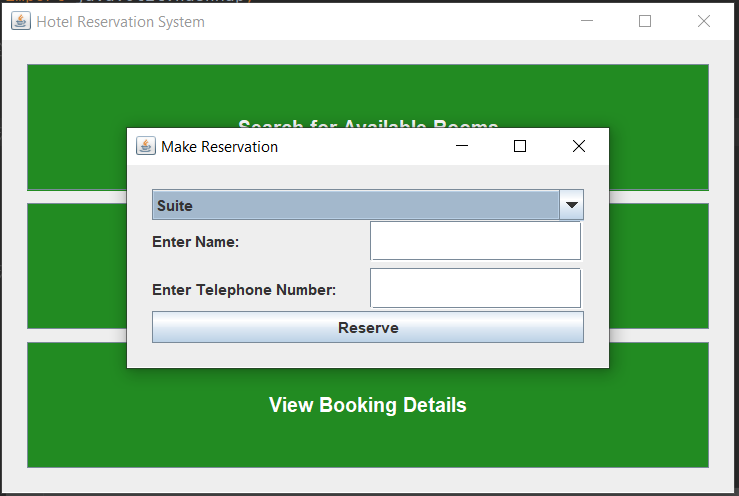 Hotel Reservation System
Search for Available Rooms
Make Reservation
Suite
Enter Name:
Enter Telephone Number:
Reserve
View Booking Details